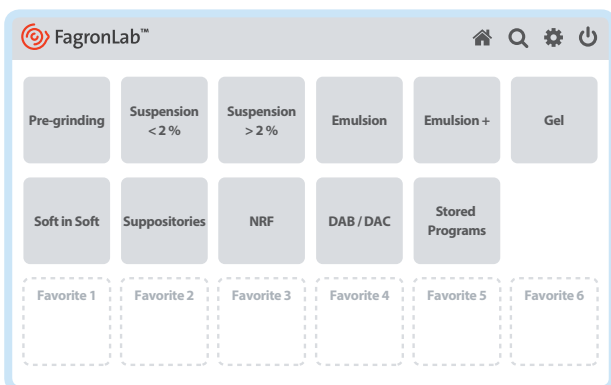 FagronLab™
Pre-grinding
Suspension
< 2 %
Suspension
> 2 %
Emulsion
Emulsion +
Gel
Soft in Soft
Suppositories
NRF
DAB / DAC
Stored
Programs
Favorite 1
Favorite 2
Favorite 3
Favorite 4
Favorite 5
Favorite 6